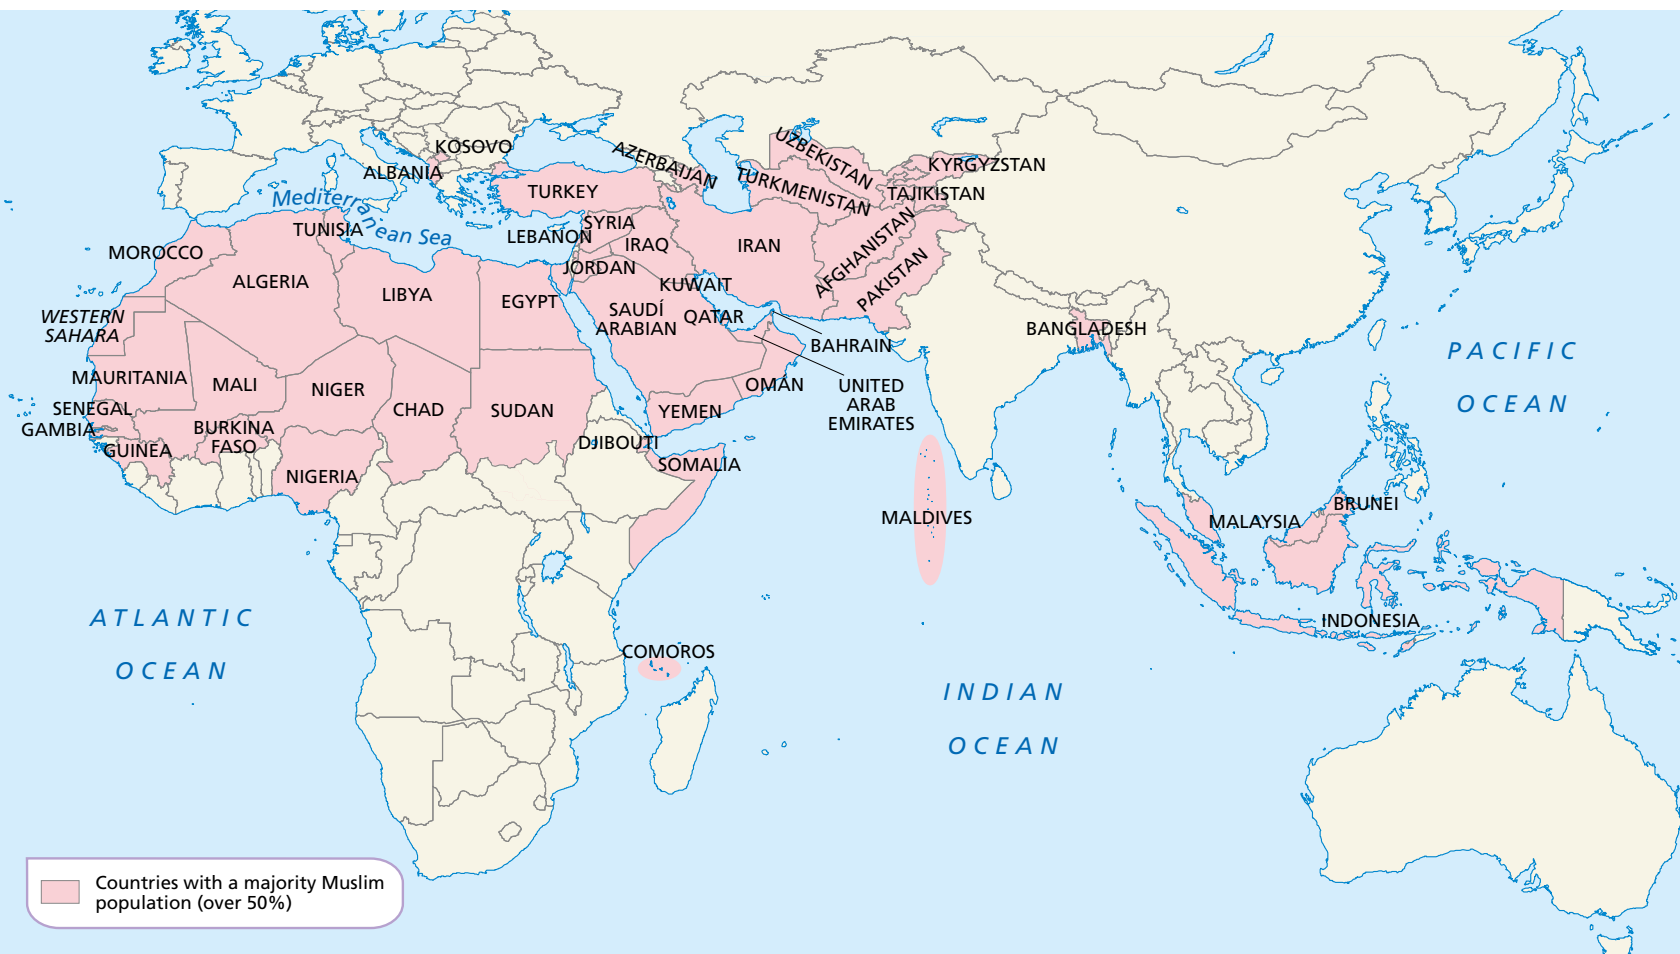 KOSOVO
ALBANIA
AZERBAIJAN
UZBEKISTAN
KYRGYZSTAN
TURKMENISTAN
TAJIKISTAN
TURKEY
Mediterranean Sea
TUNISIA
SYRIA
LEBANON
IRAQ
IRAN
AFGHANISTAN
PAKISTAN
MOROCCO
ALGERIA
LIBYA
EGYPT
JORDAN
KUWAIT
SAUDÍ
ARABIAN
QATAR
BAHRAIN
BANGLADESH
WESTERN
SAHARA
MAURITANIA
MALI
NIGER
CHAD
SUDAN
YEMEN
OMAN
UNITED
ARAB
EMIRATES
PACIFIC
OCEAN
SENEGAL
GAMBIA
GUINEA
BURKINA
FASO
NIGERIA
DJIBOUTI
SOMALIA
MALDIVES
MALAYSIA
BRUNEI
INDONESIA
ATLANTIC
OCEAN
COMOROS
INDIAN
OCEAN
Countries with a majority Muslim
population (over 50%)